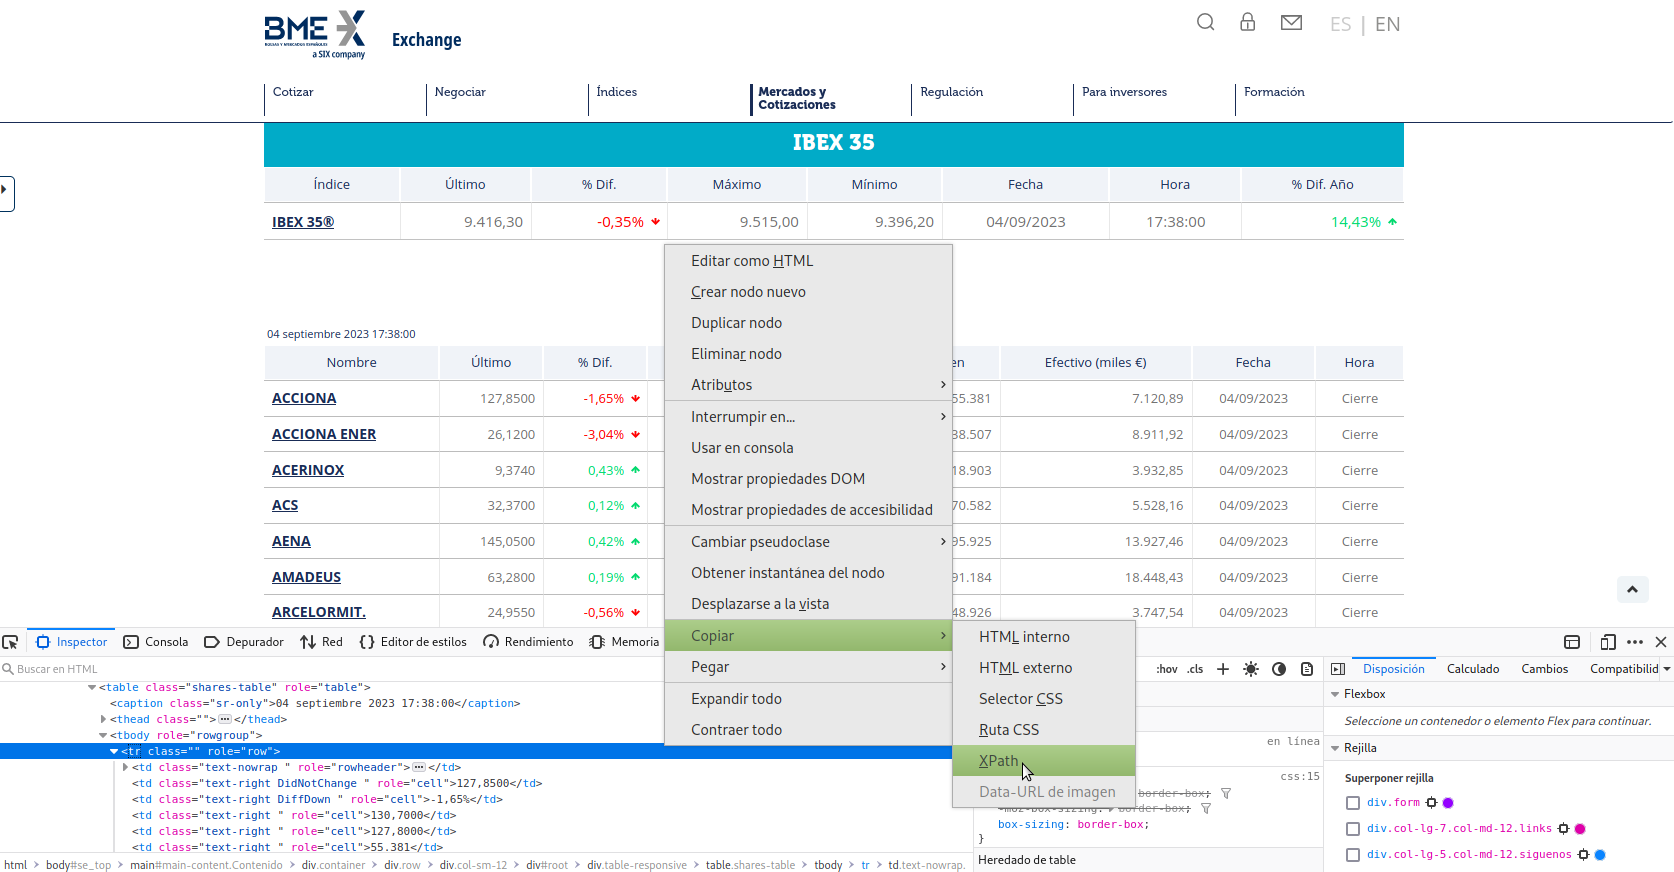 BME X
BOLSAS Y MERCADOS ESPAÑOLES
a SIX company
Exchange
ES | EN
Cotizar
Negociar
Índices
Mercados y
Cotizaciones
Regulación
Para inversores
Formación
IBEX 35
Índice Último % Dif. Máximo Mínimo Fecha Hora % Dif. Año
IBEX 35® 9.416,30 -0,35% 9.515,00 9.396,20 04/09/2023 17:38:00 14,43%
04 septiembre 2023 17:38:00
Nombre Último % Dif. en Efectivo (miles €) Fecha Hora
ACCIONA 127,8500 -1,65% 55.381 7.120,89 04/09/2023 Cierre
ACCIONA ENER 26,1200 -3,04% 38.507 8.911,92 04/09/2023 Cierre
ACERINOX 9,3740 0,43% 18.903 3.932,85 04/09/2023 Cierre
ACS 32,3700 0,12% 70.582 5.528,16 04/09/2023 Cierre
AENA 145,0500 0,42% 95.925 13.927,46 04/09/2023 Cierre
AMADEUS 63,2800 0,19% 91.184 18.448,43 04/09/2023 Cierre
ARCELORMIT. 24,9550 -0,56% 48.926 3.747,54 04/09/2023 Cierre
Editar como HTML
Crear nodo nuevo
Duplicar nodo
Eliminar nodo
Atributos
Interrumpir en...
Usar en consola
Mostrar propiedades DOM
Mostrar propiedades de accesibilidad
Cambiar pseudoclase
Obtener instantánea del nodo
Desplazarse a la vista
Copiar
Pegar
Expandir todo
Contraer todo
HTML interno
HTML externo
Selector CSS
Ruta CSS
XPath
Data-URL de imagen
Inspector Consola Depurador Red Editor de estilos Rendimiento Memoria
Buscar en HTML
<table class="shares-table" role="table">
<caption class="sr-only">04 septiembre 2023 17:38:00</caption>
<thead class=""></thead>
<tbody role="rowgroup">
<tr class="" role="row">
<td class="text-nowrap " role="rowheader"></td>
<td class="text-right DidNotChange " role="cell">127,8500</td>
<td class="text-right DiffDown " role="cell">-1,65%</td>
<td class="text-right " role="cell">130,7000</td>
<td class="text-right " role="cell">127,8000</td>
<td class="text-right " role="cell">55.381</td>
html > body#se_top > main#main-content.Contenido > div.container > div.row > div.col-sm-12 > div#root > div.table-responsive > table.shares-table > tbody > tr > td.text-nowrap.
:hov .cls
en línea
css:15
border-box;
-moz-box-sizing: border-box;
box-sizing: border-box;
}
Heredado de table
Disposición Calculado Cambios Compatibilid
Flexbox
Seleccione un contenedor o elemento Flex para continuar.
Rejilla
Superponer rejilla
div.form
div.col-lg-7.col-md-12.links
div.col-lg-5.col-md-12.siguenos